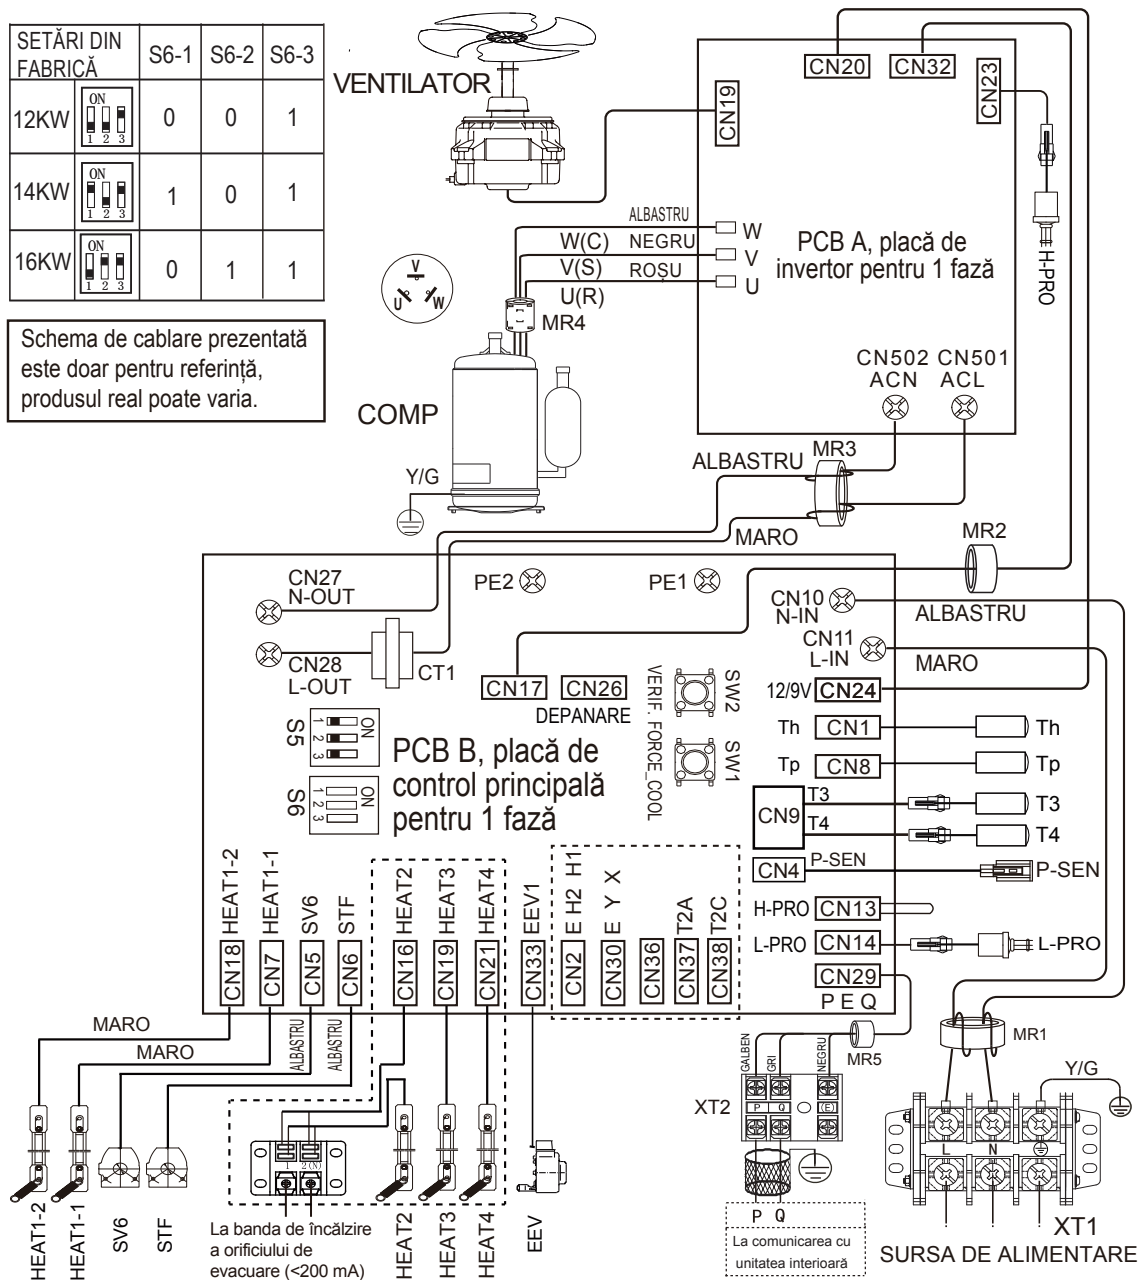 SETĂRI DIN
FABRICĂ
S6-1
S6-2
S6-3
12KW
ON
1 2 3
0
0
1
14KW
ON
1 2 3
1
0
1
16KW
ON
1 2 3
0
1
1
Schema de cablare prezentată
este doar pentru referință,
produsul real poate varia.
VENTILATOR
CN19
CN20
CN32
CN23
H-PRO
PCB A, placă de
invertor pentru 1 fază
ALBASTRU
W(C)
NEGRU
V(S)
ROȘU
U(R)
W
V
U
V
U
W
MR4
COMP
Y/G
CN502
ACN
CN501
ACL
MR3
ALBASTRU
MARO
MR2
CN27
N-OUT
PE2
PE1
CN10
N-IN
ALBASTRU
CN28
L-OUT
CT1
CN11
L-IN
MARO
CN17
CN26
DEPANARE
VERIF.
FORCE_COOL
SW2
SW1
12/9V
CN24
S5
1
2
3
ON
S6
1
2
3
ON
PCB B, placă de
control principală
pentru 1 fază
Th
CN1
Th
Tp
CN8
Tp
CN9
T3
T3
T4
T4
CN4
P-SEN
P-SEN
H-PRO
CN13
L-PRO
CN14
L-PRO
CN29
P E Q
HEAT1-2
CN18
HEAT1-1
CN7
SV6
CN5
STF
CN6
HEAT2
CN16
HEAT3
CN19
HEAT4
CN21
EEV1
CN33
E H2 H1
CN2
E Y X
CN30
CN36
T2A
CN37
T2C
CN38
MARO
MARO
ALBASTRU
ALBASTRU
HEAT1-2
HEAT1-1
SV6
STF
1
2 (N)
La banda de încălzire
a orificiului de
evacuare (<200 mA)
HEAT2
HEAT3
HEAT4
EEV
GALBEN
GRI
NEGRU
MR5
XT2
P
Q
(E)
P Q
La comunicarea cu
unitatea interioară
MR1
Y/G
L
N
XT1
SURSA DE ALIMENTARE